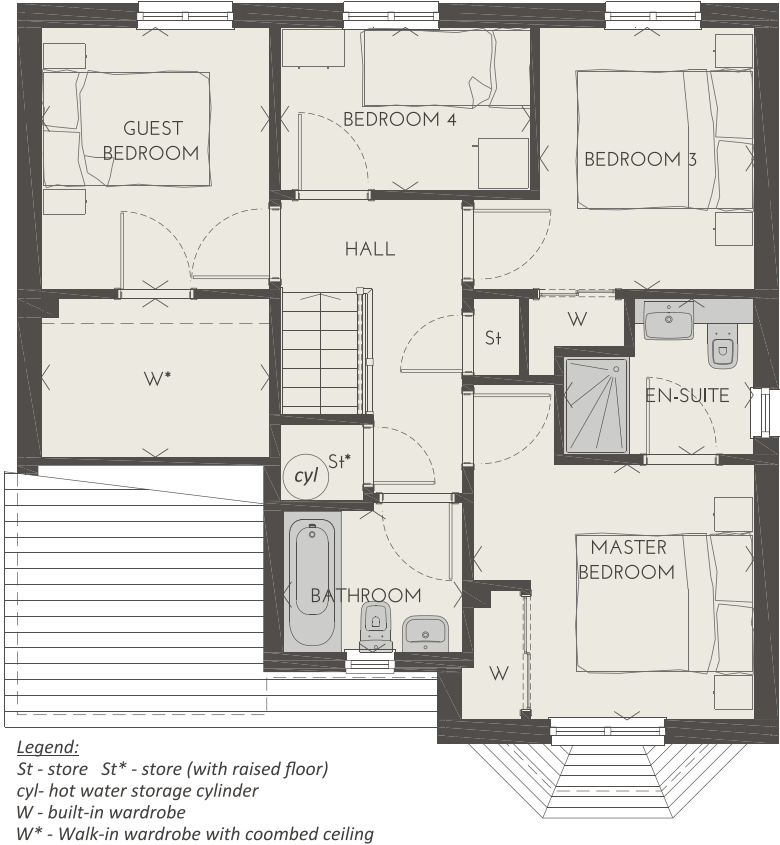 GUEST
BEDROOM
BEDROOM 4
BEDROOM 3
HALL
W
St
W*
EN-SUITE
St*
cyl
MASTER
BEDROOM
BATHROOM
W
Legend:
St - store St* - store (with raised floor)
cyl- hot water storage cylinder
W - built-in wardrobe
W* - Walk-in wardrobe with coombed ceiling